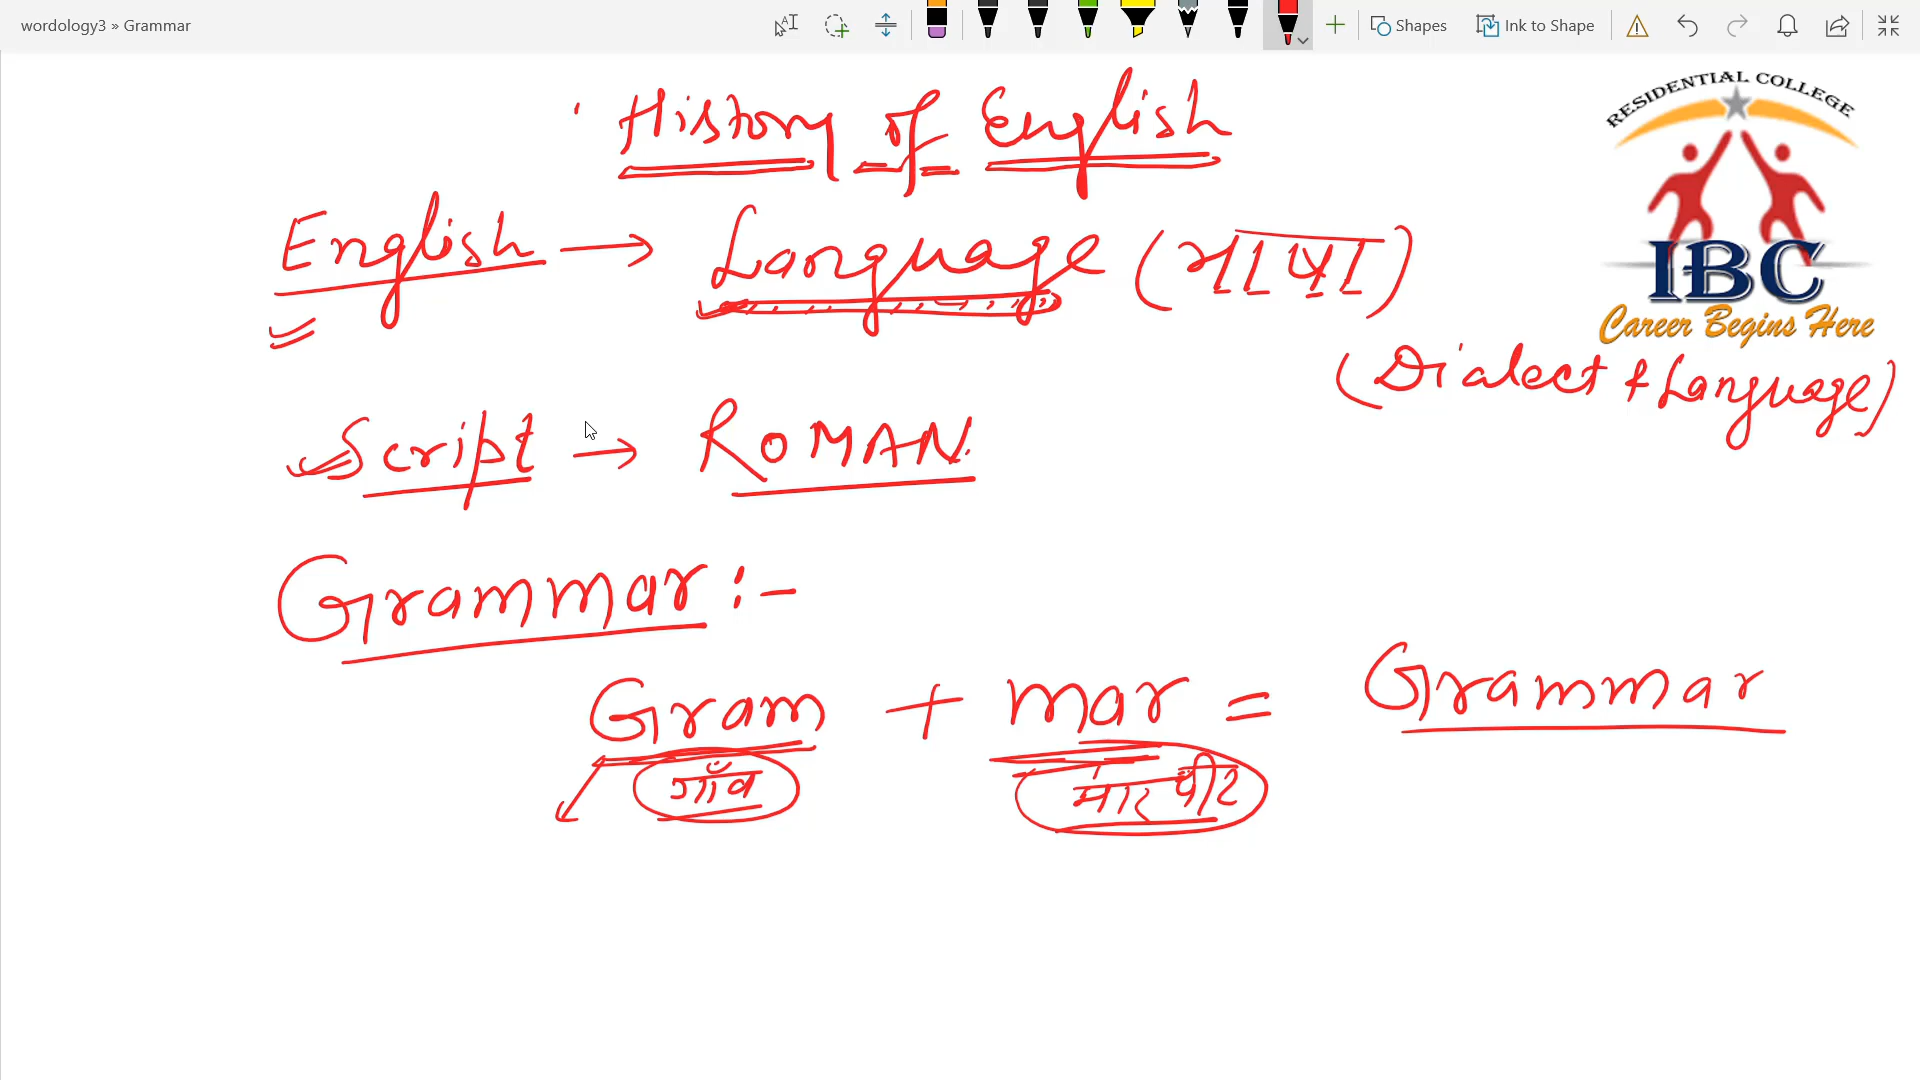 wordology3 » Grammar
Shapes
Ink to Shape
RESIDENTIAL COLLEGE
IBC
Career Begins Here
History of English
English → Language (भाषा)
(Dialect & Language)
Script → ROMAN
Grammar :-
Gram + mar = Grammar
गाँव मारपीट